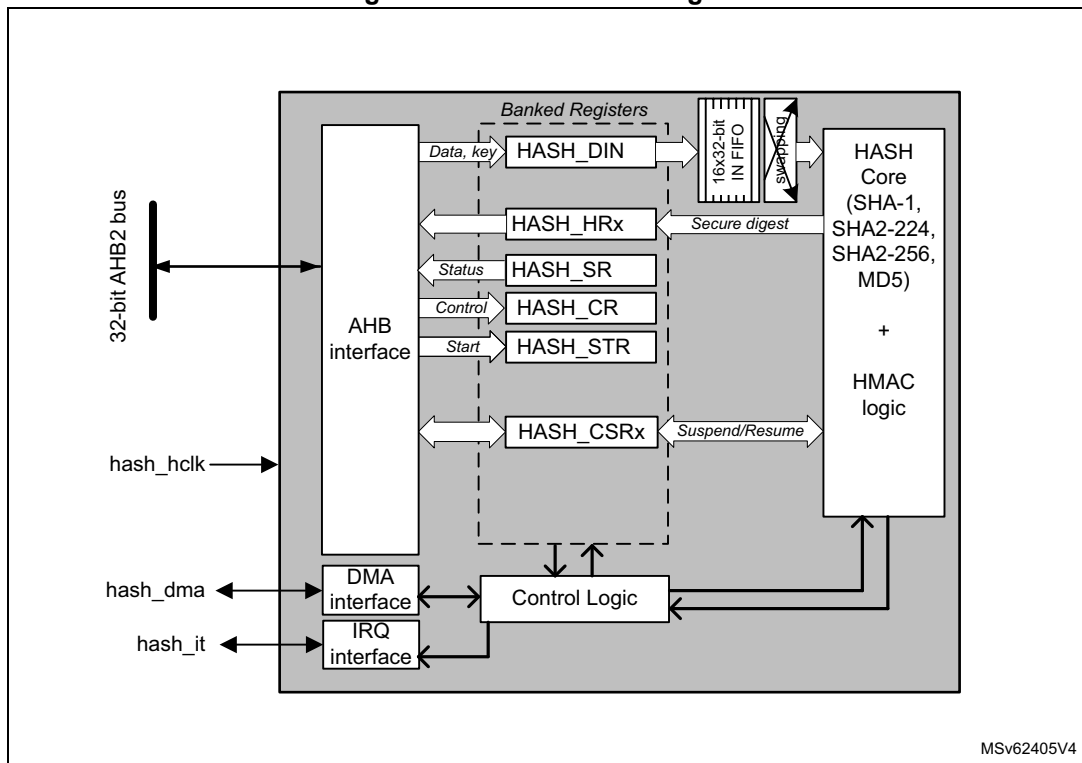 Banked Registers
32-bit AHB2 bus
AHB
interface
Data, key
HASH_DIN
16x32-bit
IN FIFO
swapping
HASH
Core
(SHA-1,
SHA2-224,
SHA2-256,
MD5)
+
HMAC
logic
HASH_HRx
Secure digest
Status
HASH_SR
Control
HASH_CR
Start
HASH_STR
HASH_CSRx
Suspend/Resume
hash_hclk
hash_dma
DMA
interface
Control Logic
hash_it
IRQ
interface
MSv62405V4